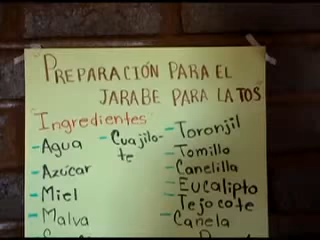 PREPARACIÓN PARA EL
JARABE PARA LA TOS
Ingredientes
- Agua
- Azúcar
- Miel
- Malva
- Cuajilo-
te
- Toronjil
- Tomillo
- Canelilla
- Eucalipto
Tejocote
- Canela